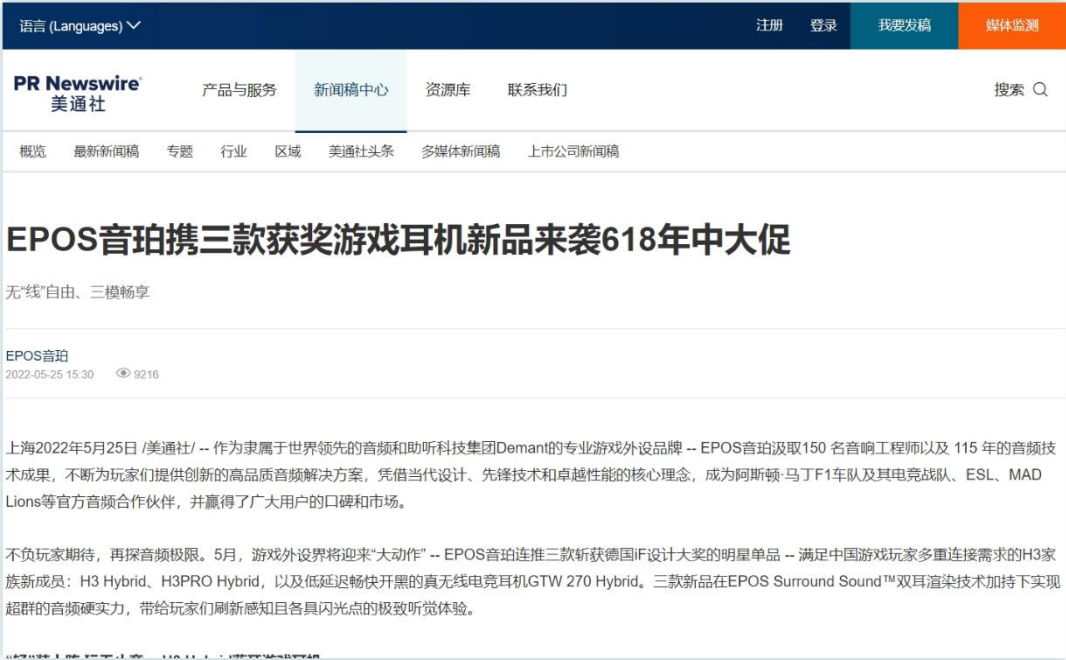 语言 (Languages)
注册
登录
我要发稿
媒体监测
PR Newswire®
美通社
产品与服务
新闻稿中心
资源库
联系我们
搜索
概览
最新新闻稿
专题
行业
区域
美通社头条
多媒体新闻稿
上市公司新闻稿
EPOS音珀携三款获奖游戏耳机新品来袭618年中大促
无“线”自由、三模畅享
EPOS音珀
2022-05-25 15:30
9216
上海2022年5月25日 /美通社/ -- 作为隶属于世界领先的音频和助听科技集团Demant的专业游戏外设品牌 -- EPOS音珀汲取150 名音响工程师以及 115 年的音频技
术成果，不断为玩家们提供创新的高品质音频解决方案，凭借当代设计、先锋技术和卓越性能的核心理念，成为阿斯顿·马丁F1车队及其电竞战队、ESL、MAD
Lions等官方音频合作伙伴，并赢得了广大用户的口碑和市场。
不负玩家期待，再探音频极限。5月，游戏外设界将迎来“大动作” -- EPOS音珀连推三款斩获德国iF设计大奖的明星单品 -- 满足中国游戏玩家多重连接需求的H3家
族新成员：H3 Hybrid、H3PRO Hybrid，以及低延迟畅快开黑的真无线电竞耳机GTW 270 Hybrid。三款新品在EPOS Surround Sound™双耳渲染技术加持下实现
超群的音频硬实力，带给玩家们刷新感知且各具闪光点的极致听觉体验。